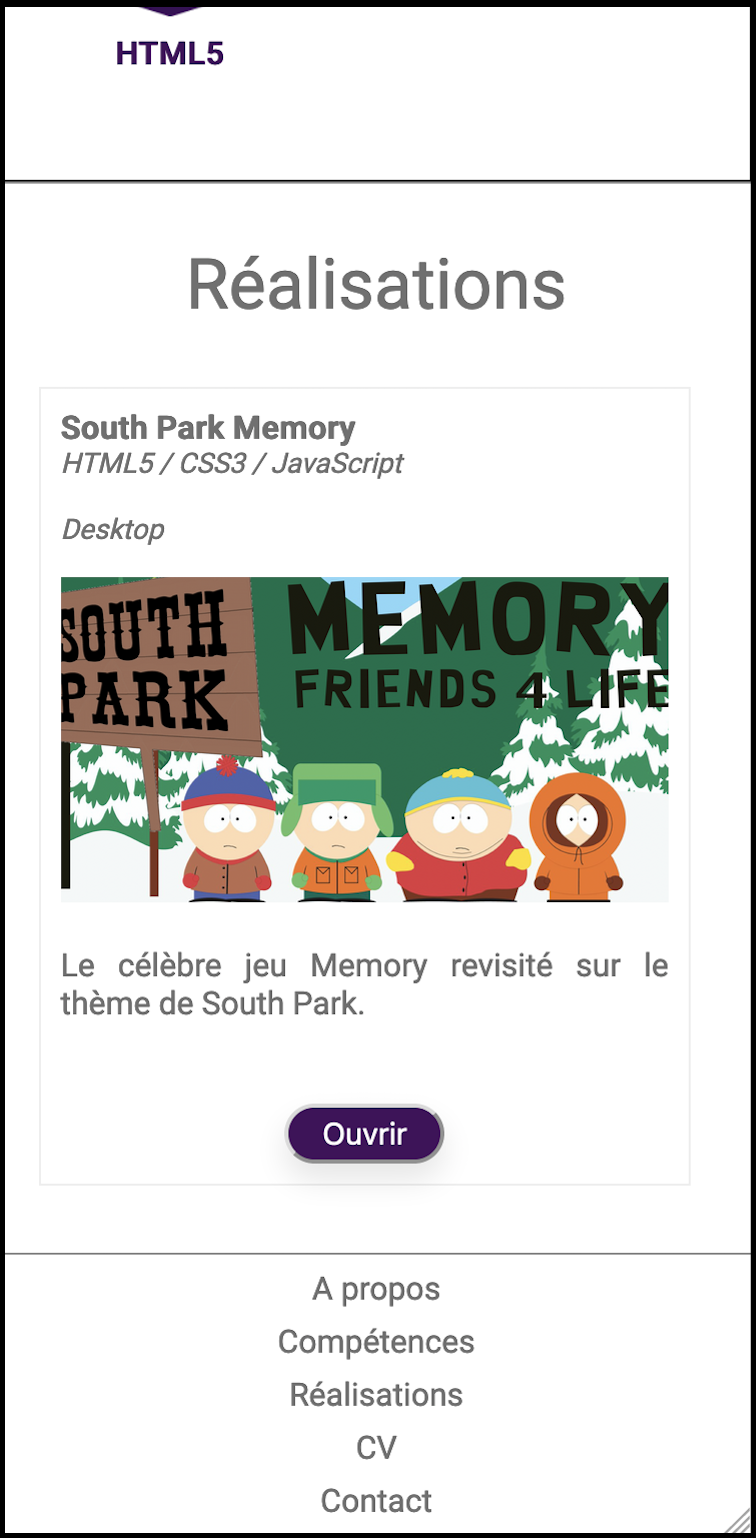 HTML5
Réalisations
South Park Memory
HTML5 / CSS3 / JavaScript
Desktop
SOUTH
PARK
MEMORY
FRIENDS 4 LIFE
Le célèbre jeu Memory revisité sur le
thème de South Park.
Ouvrir
A propos
Compétences
Réalisations
CV
Contact